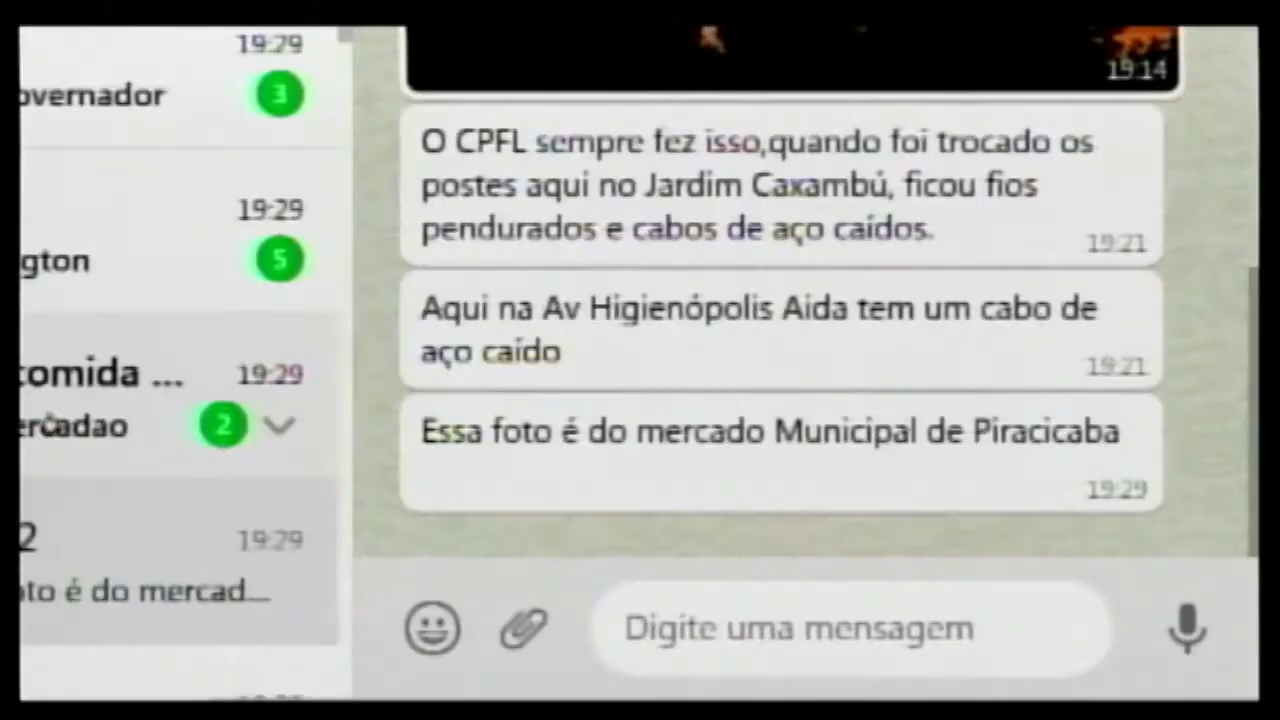 19:29
overnador
3
19:29
gton
5
comida ...
19:29
2
2
19:29
oto é do mercad...
19:14
O CPFL sempre fez isso,quando foi trocado os
postes aqui no Jardim Caxambú, ficou fios
pendurados e cabos de aço caídos.
19:21
Aqui na Av Higienópolis Aida tem um cabo de
aço caído
19:21
Essa foto é do mercado Municipal de Piracicaba
19:29
Digite uma mensagem